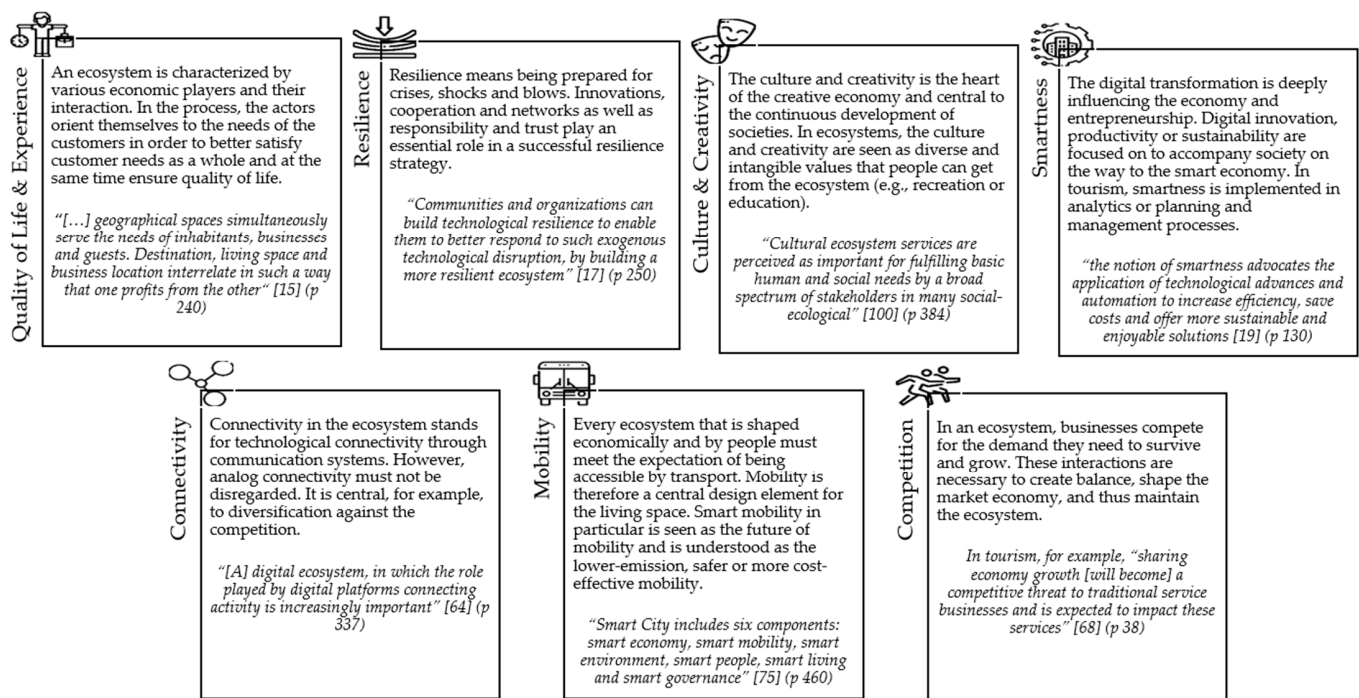 Quality of Life & Experience
An ecosystem is characterized by
various economic players and their
interaction. In the process, the actors
orient themselves to the needs of the
customers in order to better satisfy
customer needs as a whole and at the
same time ensure quality of life.
“[…] geographical spaces simultaneously
serve the needs of inhabitants, businesses
and guests. Destination, living space and
business location interrelate in such a way
that one profits from the other“ [15] (p
240)
Resilience
Resilience means being prepared for
crises, shocks and blows. Innovations,
cooperation and networks as well as
responsibility and trust play an
essential role in a successful resilience
strategy.
“Communities and organizations can
build technological resilience to enable
them to better respond to such exogenous
technological disruption, by building a
more resilient ecosystem” [17] (p 250)
Culture & Creativity
The culture and creativity is the heart
of the creative economy and central to
the continuous development of
societies. In ecosystems, the culture
and creativity are seen as diverse and
intangible values that people can get
from the ecosystem (e.g., recreation or
education).
“Cultural ecosystem services are
perceived as important for fulfilling basic
human and social needs by a broad
spectrum of stakeholders in many social-
ecological” [100] (p 384)
Smartness
The digital transformation is deeply
influencing the economy and
entrepreneurship. Digital innovation,
productivity or sustainability are
focused on to accompany society on
the way to the smart economy. In
tourism, smartness is implemented in
analytics or planning and
management processes.
“the notion of smartness advocates the
application of technological advances and
automation to increase efficiency, save
costs and offer more sustainable and
enjoyable solutions [19] (p 130)
Connectivity
Connectivity in the ecosystem stands
for technological connectivity through
communication systems. However,
analog connectivity must not be
disregarded. It is central, for example,
to diversification against the
competition.
“[A] digital ecosystem, in which the role
played by digital platforms connecting
activity is increasingly important” [64] (p
337)
Mobility
Every ecosystem that is shaped
economically and by people must
meet the expectation of being
accessible by transport. Mobility is
therefore a central design element for
the living space. Smart mobility in
particular is seen as the future of
mobility and is understood as the
lower-emission, safer or more cost-
effective mobility.
“Smart City includes six components:
smart economy, smart mobility, smart
environment, smart people, smart living
and smart governance” [75] (p 460)
Competition
In an ecosystem, businesses compete
for the demand they need to survive
and grow. These interactions are
necessary to create balance, shape the
market economy, and thus maintain
the ecosystem.
In tourism, for example, “sharing
economy growth [will become] a
competitive threat to traditional service
businesses and is expected to impact these
services” [68] (p 38)